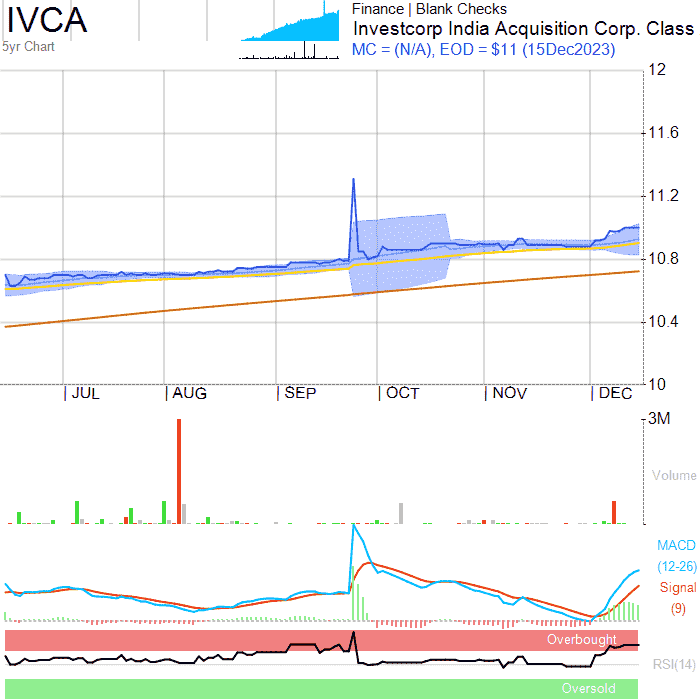 IVCA
5yr Chart
Finance | Blank Checks
Investcorp India Acquisition Corp. Class
MC = (N/A), EOD = $11 (15Dec2023)
12
11.6
11.2
10.8
10.4
10
JUL
AUG
SEP
OCT
NOV
DEC
3M
Volume
MACD
(12-26)
Signal
(9)
Overbought
RSI(14)
Oversold